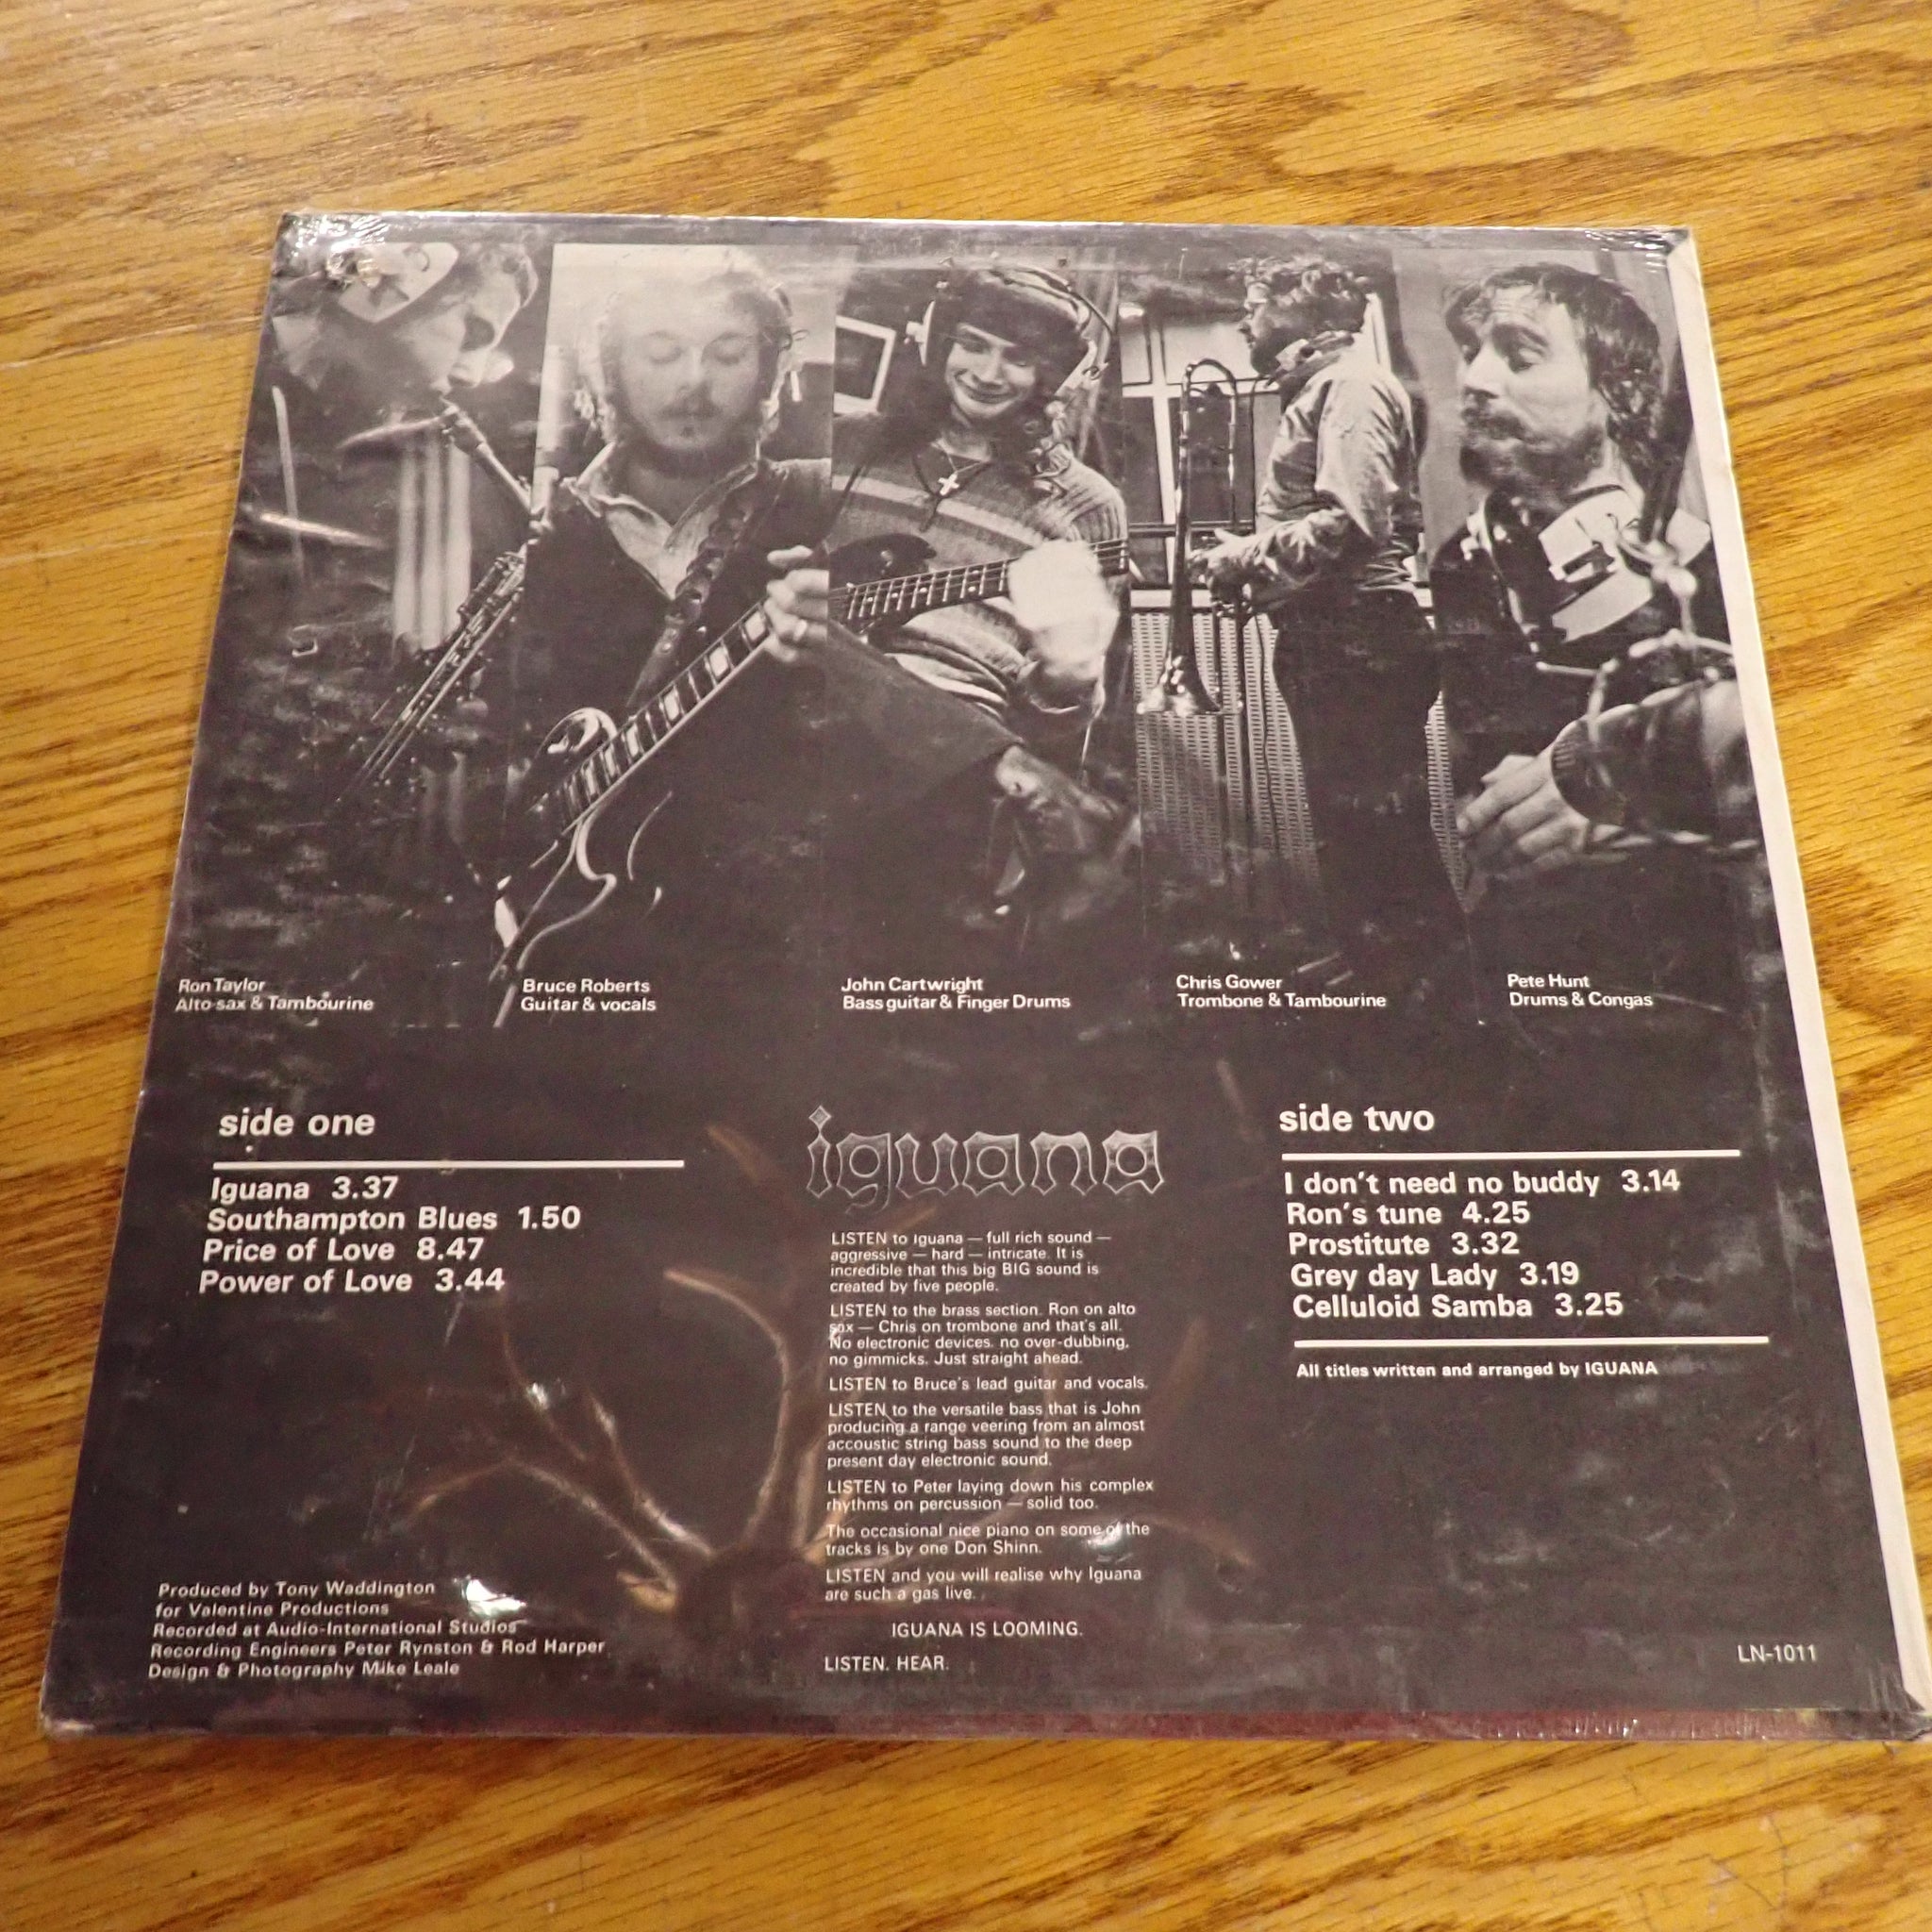 Ron Taylor
Alto sax & Tambourine
Bruce Roberts
Guitar & vocals
John Cartwright
Bass guitar & Finger Drums
Chris Gower
Trombone & Tambourine
Pete Hunt
Drums & Congas
side one
Iguana 3.37
Southampton Blues 1.50
Price of Love 8.47
Power of Love 3.44
Produced by Tony Waddington
for Valentine Productions
Recorded at Audio-International Studios
Recording Engineers Peter Rynston & Rod Harper
Design & Photography Mike Leale
iguana
LISTEN to Iguana — full rich sound —
aggressive — hard — intricate. It is
incredible that this big BIG sound is
created by five people.
LISTEN to the brass section. Ron on alto
sax — Chris on trombone and that's all.
No electronic devices. no over-dubbing.
no gimmicks. Just straight ahead.
LISTEN to Bruce's lead guitar and vocals.
LISTEN to the versatile bass that is John
producing a range veering from an almost
accoustic string bass sound to the deep
present day electronic sound.
LISTEN to Peter laying down his complex
rhythms on percussion — solid too.
The occasional nice piano on some of the
tracks is by one Don Shinn.
LISTEN and you will realise why Iguana
are such a gas live.
IGUANA IS LOOMING.
LISTEN. HEAR.
side two
I don't need no buddy 3.14
Ron's tune 4.25
Prostitute 3.32
Grey day Lady 3.19
Celluloid Samba 3.25
All titles written and arranged by IGUANA
LN-1011